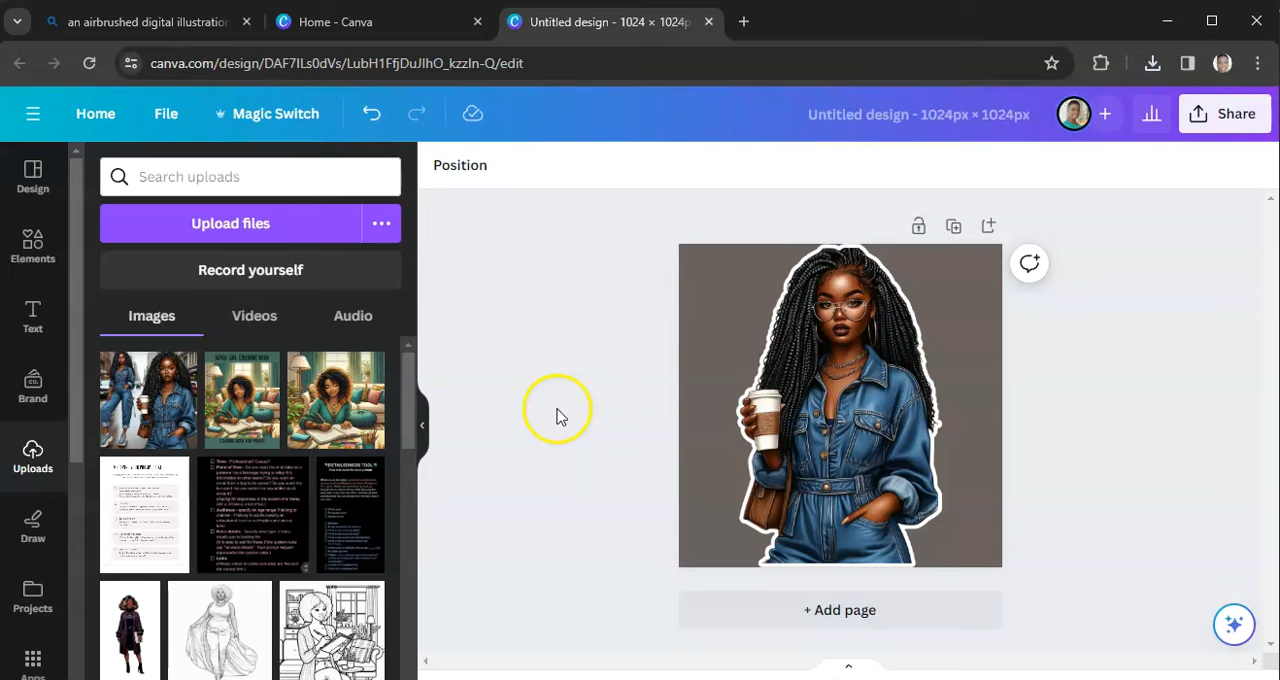 an airbrushed digital illustration
Home - Canva
Untitled design - 1024 × 1024p
canva.com/design/DAF7ILs0dVs/LubH1FfjDuJIhO_kzzIn-Q/edit
Home
File
Magic Switch
Untitled design - 1024px × 1024px
Share
Design
Elements
Text
Brand
Uploads
Draw
Projects
Apps
Search uploads
Upload files
Record yourself
Images
Videos
Audio
Position
+ Add page